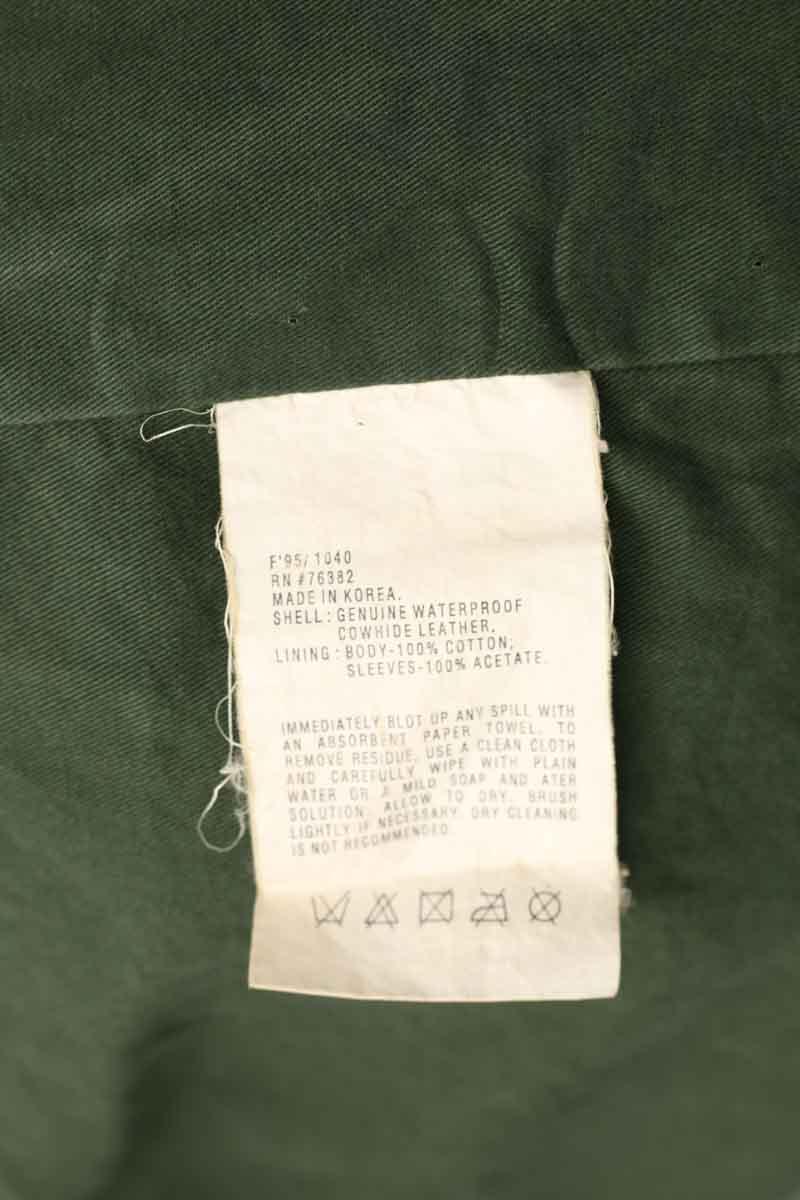 F'95/1040
RN #76382
MADE IN KOREA.
SHELL: GENUINE WATERPROOF
COWHIDE LEATHER.
LINING: BODY-100% COTTON;
SLEEVES-100% ACETATE.
IMMEDIATELY BLOT UP ANY SPILL WITH
AN ABSORBENT PAPER TOWEL. TO
REMOVE RESIDUE, USE A CLEAN CLOTH
AND CAREFULLY WIPE WITH PLAIN
WATER OR A MILD SOAP AND ATER
SOLUTION. ALLOW TO DRY. BRUSH
LIGHTLY IF NECESSARY. DRY CLEANING
IS NOT RECOMMENDED.